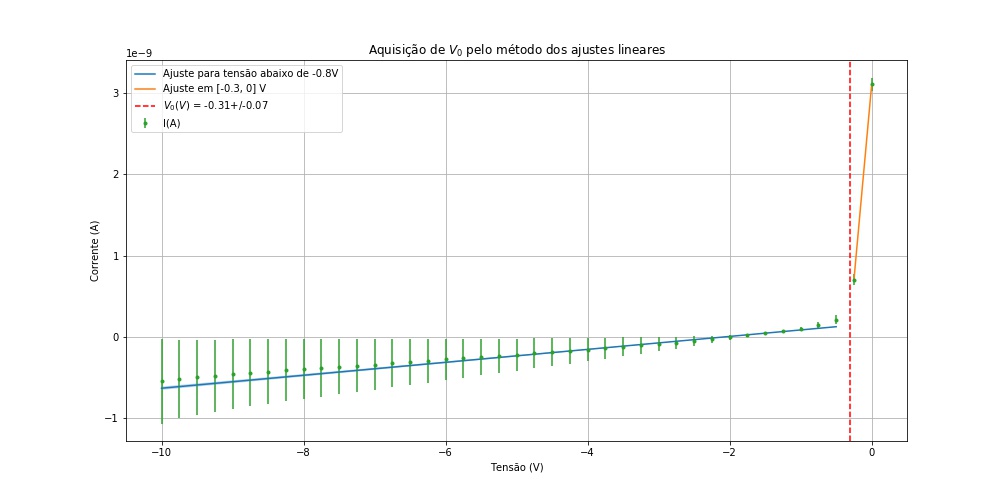 Aquisição de V₀ pelo método dos ajustes lineares
1e−9
Ajuste para tensão abaixo de -0.8V
Ajuste em [-0.3, 0] V
V₀(V) = -0.31+/-0.07
I(A)
3
2
1
0
−1
Corrente (A)
−10
−8
−6
−4
−2
0
Tensão (V)